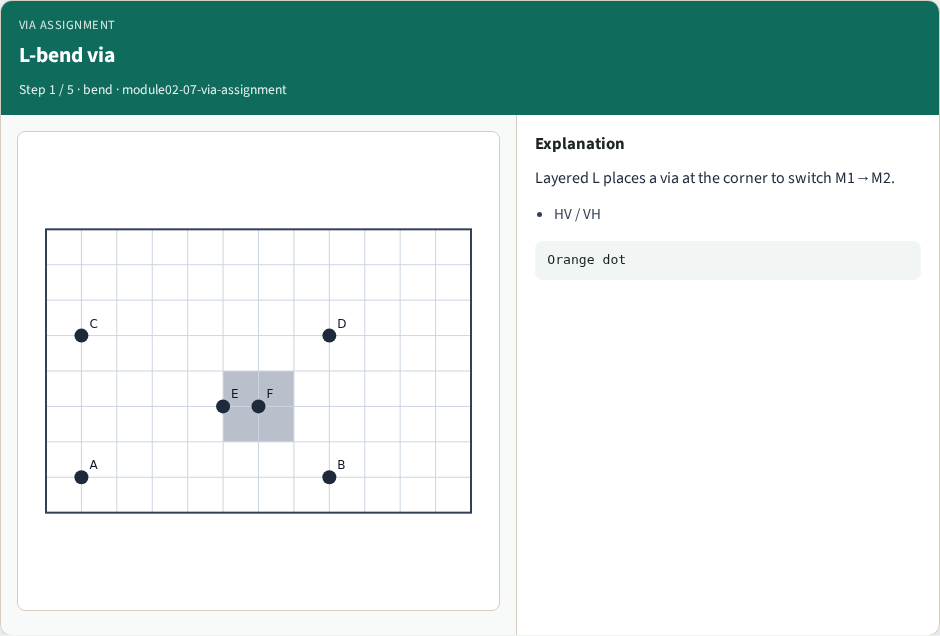 VIA ASSIGNMENT
L-bend via
Step 1 / 5 · bend · module02-07-via-assignment
C
D
E
F
A
B
Explanation
Layered L places a via at the corner to switch M1→M2.
• HV / VH
Orange dot